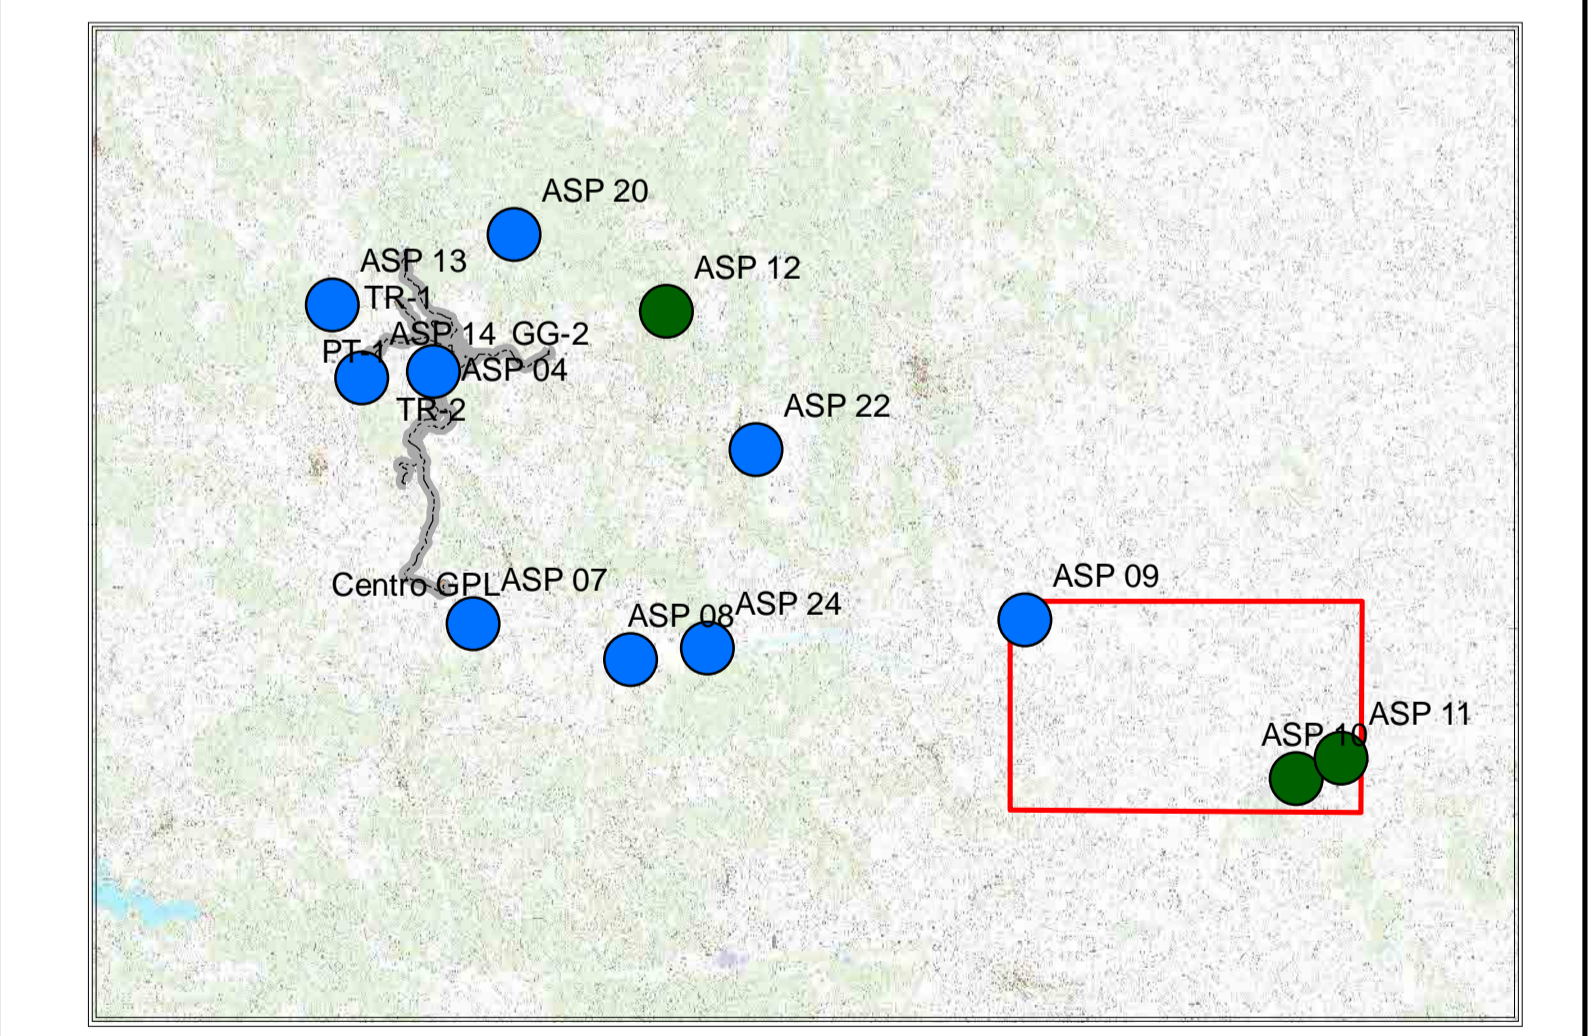 ASP 20
ASP 13
ASP 12
TR-1
ASP 14
GG-2
PT-1
ASP 04
TR-2
ASP 22
ASP 09
Centro GPL
ASP 07
ASP 08
ASP 24
ASP 11
ASP 10